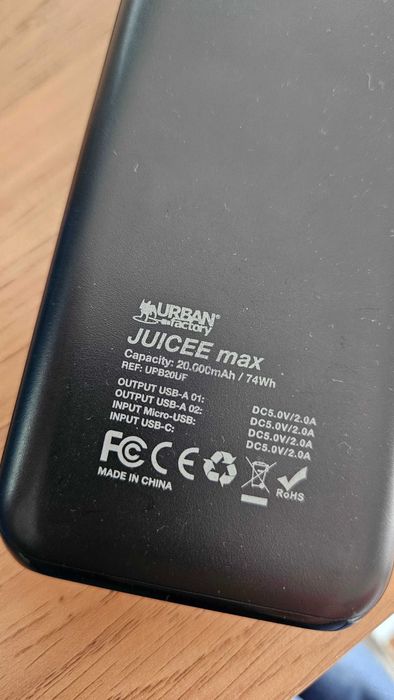 URBAN®
factory
JUICEE max
Capacity: 20.000mAh / 74Wh
REF: UPB20UF
OUTPUT USB-A 01: DC5.0V/2.0A
OUTPUT USB-A 02: DC5.0V/2.0A
INPUT Micro-USB: DC5.0V/2.0A
INPUT USB-C: DC5.0V/2.0A
FC CE RoHS
MADE IN CHINA